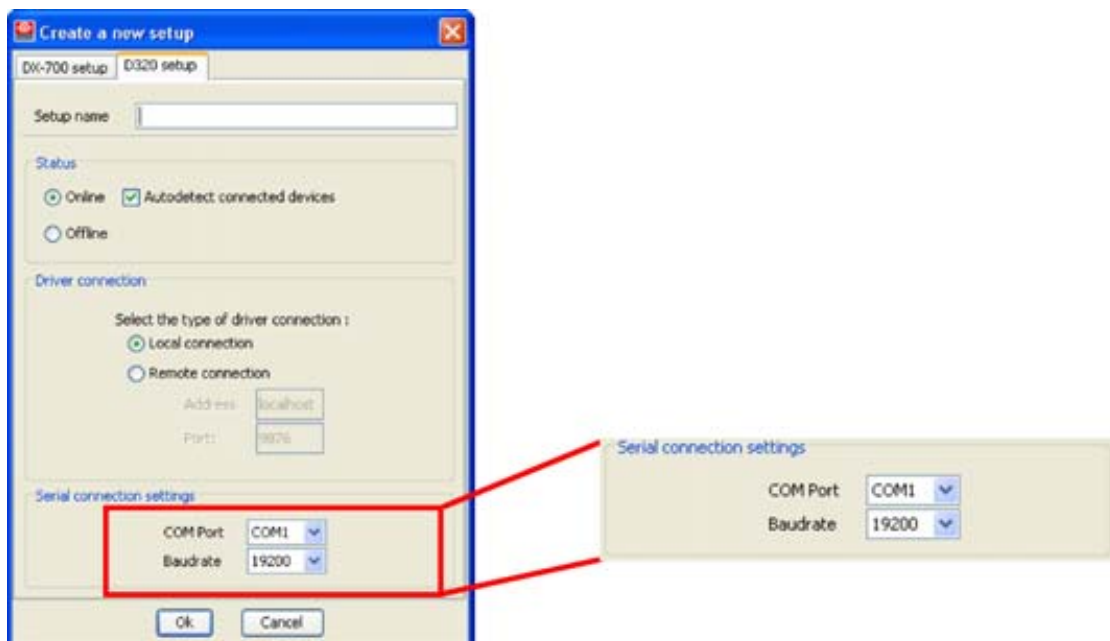 Create a new setup
DX-700 setup D320 setup
Setup name
Status
Online Autodetect connected devices
Offline
Driver connection
Select the type of driver connection :
Local connection
Remote connection
Address localhost
Port: 9876
Serial connection settings
COM Port COM1
Baudrate 19200
Ok Cancel
Serial connection settings
COM Port COM1
Baudrate 19200